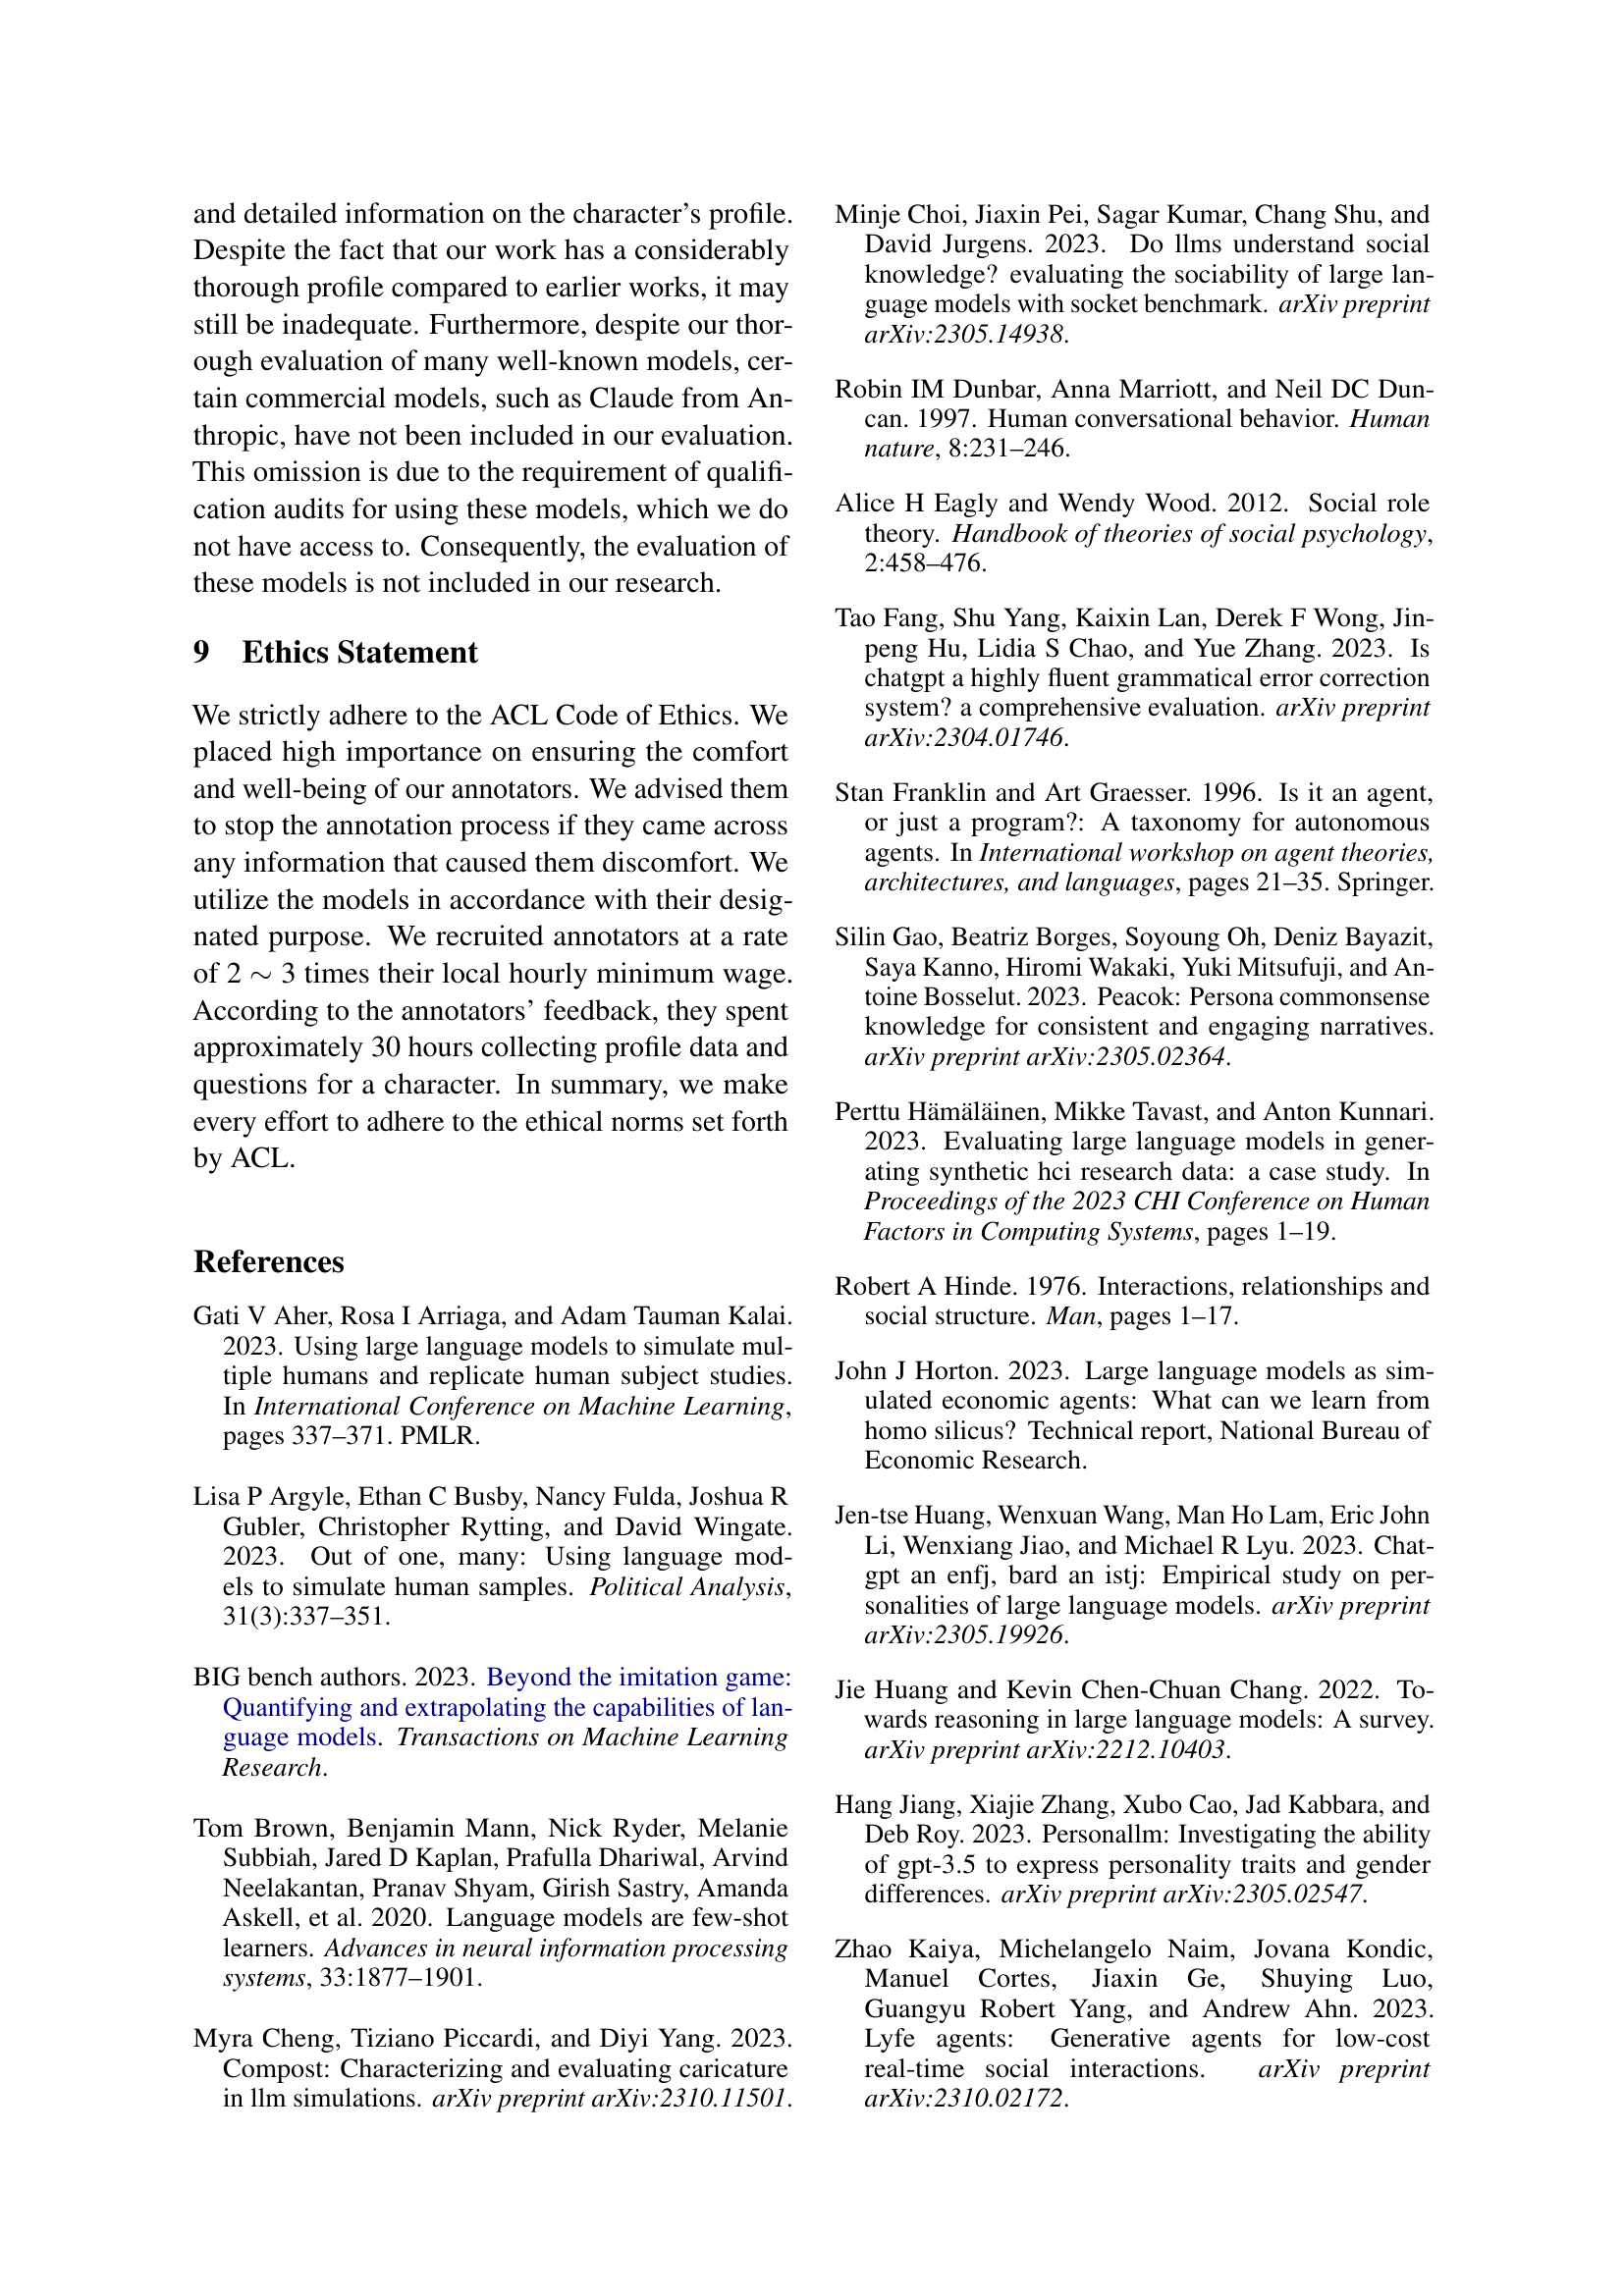 and detailed information on the character's profile.
Despite the fact that our work has a considerably
thorough profile compared to earlier works, it may
still be inadequate. Furthermore, despite our thor-
ough evaluation of many well-known models, cer-
tain commercial models, such as Claude from An-
thropic, have not been included in our evaluation.
This omission is due to the requirement of qualifi-
cation audits for using these models, which we do
not have access to. Consequently, the evaluation of
these models is not included in our research.
9 Ethics Statement
We strictly adhere to the ACL Code of Ethics. We
placed high importance on ensuring the comfort
and well-being of our annotators. We advised them
to stop the annotation process if they came across
any information that caused them discomfort. We
utilize the models in accordance with their desig-
nated purpose. We recruited annotators at a rate
of 2 ∼ 3 times their local hourly minimum wage.
According to the annotators' feedback, they spent
approximately 30 hours collecting profile data and
questions for a character. In summary, we make
every effort to adhere to the ethical norms set forth
by ACL.
References
Gati V Aher, Rosa I Arriaga, and Adam Tauman Kalai.
2023. Using large language models to simulate mul-
tiple humans and replicate human subject studies.
In International Conference on Machine Learning,
pages 337–371. PMLR.
Lisa P Argyle, Ethan C Busby, Nancy Fulda, Joshua R
Gubler, Christopher Rytting, and David Wingate.
2023. Out of one, many: Using language mod-
els to simulate human samples. Political Analysis,
31(3):337–351.
BIG bench authors. 2023. Beyond the imitation game:
Quantifying and extrapolating the capabilities of lan-
guage models. Transactions on Machine Learning
Research.
Tom Brown, Benjamin Mann, Nick Ryder, Melanie
Subbiah, Jared D Kaplan, Prafulla Dhariwal, Arvind
Neelakantan, Pranav Shyam, Girish Sastry, Amanda
Askell, et al. 2020. Language models are few-shot
learners. Advances in neural information processing
systems, 33:1877–1901.
Myra Cheng, Tiziano Piccardi, and Diyi Yang. 2023.
Compost: Characterizing and evaluating caricature
in llm simulations. arXiv preprint arXiv:2310.11501.
Minje Choi, Jiaxin Pei, Sagar Kumar, Chang Shu, and
David Jurgens. 2023. Do llms understand social
knowledge? evaluating the sociability of large lan-
guage models with socket benchmark. arXiv preprint
arXiv:2305.14938.
Robin IM Dunbar, Anna Marriott, and Neil DC Dun-
can. 1997. Human conversational behavior. Human
nature, 8:231–246.
Alice H Eagly and Wendy Wood. 2012. Social role
theory. Handbook of theories of social psychology,
2:458–476.
Tao Fang, Shu Yang, Kaixin Lan, Derek F Wong, Jin-
peng Hu, Lidia S Chao, and Yue Zhang. 2023. Is
chatgpt a highly fluent grammatical error correction
system? a comprehensive evaluation. arXiv preprint
arXiv:2304.01746.
Stan Franklin and Art Graesser. 1996. Is it an agent,
or just a program?: A taxonomy for autonomous
agents. In International workshop on agent theories,
architectures, and languages, pages 21–35. Springer.
Silin Gao, Beatriz Borges, Soyoung Oh, Deniz Bayazit,
Saya Kanno, Hiromi Wakaki, Yuki Mitsufuji, and An-
toine Bosselut. 2023. Peacok: Persona commonsense
knowledge for consistent and engaging narratives.
arXiv preprint arXiv:2305.02364.
Perttu Hämäläinen, Mikke Tavast, and Anton Kunnari.
2023. Evaluating large language models in gener-
ating synthetic hci research data: a case study. In
Proceedings of the 2023 CHI Conference on Human
Factors in Computing Systems, pages 1–19.
Robert A Hinde. 1976. Interactions, relationships and
social structure. Man, pages 1–17.
John J Horton. 2023. Large language models as sim-
ulated economic agents: What can we learn from
homo silicus? Technical report, National Bureau of
Economic Research.
Jen-tse Huang, Wenxuan Wang, Man Ho Lam, Eric John
Li, Wenxiang Jiao, and Michael R Lyu. 2023. Chat-
gpt an enfj, bard an istj: Empirical study on per-
sonalities of large language models. arXiv preprint
arXiv:2305.19926.
Jie Huang and Kevin Chen-Chuan Chang. 2022. To-
wards reasoning in large language models: A survey.
arXiv preprint arXiv:2212.10403.
Hang Jiang, Xiajie Zhang, Xubo Cao, Jad Kabbara, and
Deb Roy. 2023. Personallm: Investigating the ability
of gpt-3.5 to express personality traits and gender
differences. arXiv preprint arXiv:2305.02547.
Zhao Kaiya, Michelangelo Naim, Jovana Kondic,
Manuel Cortes, Jiaxin Ge, Shuying Luo,
Guangyu Robert Yang, and Andrew Ahn. 2023.
Lyfe agents: Generative agents for low-cost
real-time social interactions. arXiv preprint
arXiv:2310.02172.